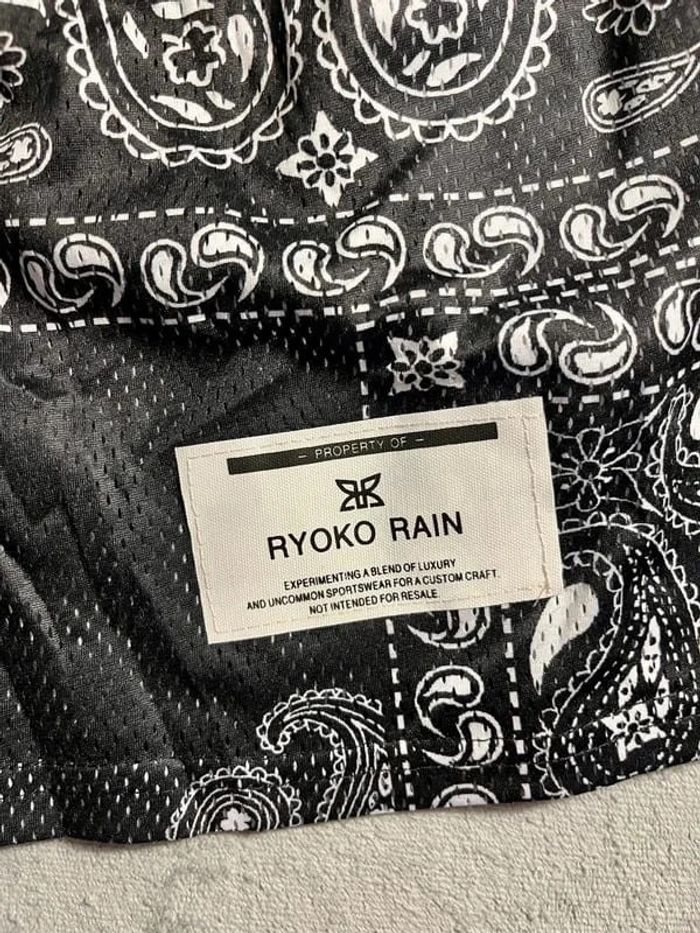 - PROPERTY OF -
RYOKO RAIN
EXPERIMENTING A BLEND OF LUXURY
AND UNCOMMON SPORTSWEAR FOR A CUSTOM CRAFT.
NOT INTENDED FOR RESALE.